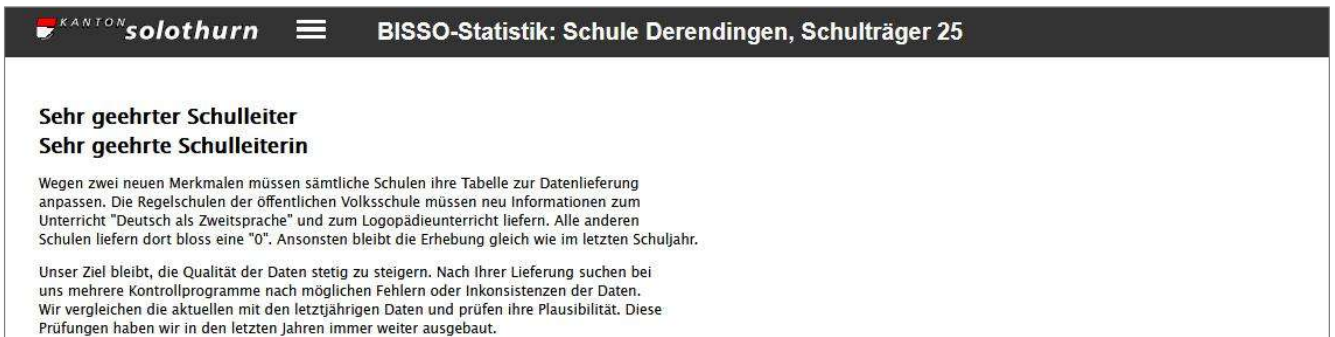 KANTON solothurn BISSO-Statistik: Schule Derendingen, Schulträger 25
Sehr geehrter Schulleiter
Sehr geehrte Schulleiterin
Wegen zwei neuen Merkmalen müssen sämtliche Schulen ihre Tabelle zur Datenlieferung
anpassen. Die Regelschulen der öffentlichen Volksschule müssen neu Informationen zum
Unterricht "Deutsch als Zweitsprache" und zum Logopädieunterricht liefern. Alle anderen
Schulen liefern dort bloss eine "0". Ansonsten bleibt die Erhebung gleich wie im letzten Schuljahr.
Unser Ziel bleibt, die Qualität der Daten stetig zu steigern. Nach Ihrer Lieferung suchen bei
uns mehrere Kontrollprogramme nach möglichen Fehlern oder Inkonsistenzen der Daten.
Wir vergleichen die aktuellen mit den letztjährigen Daten und prüfen ihre Plausibilität. Diese
Prüfungen haben wir in den letzten Jahren immer weiter ausgebaut.